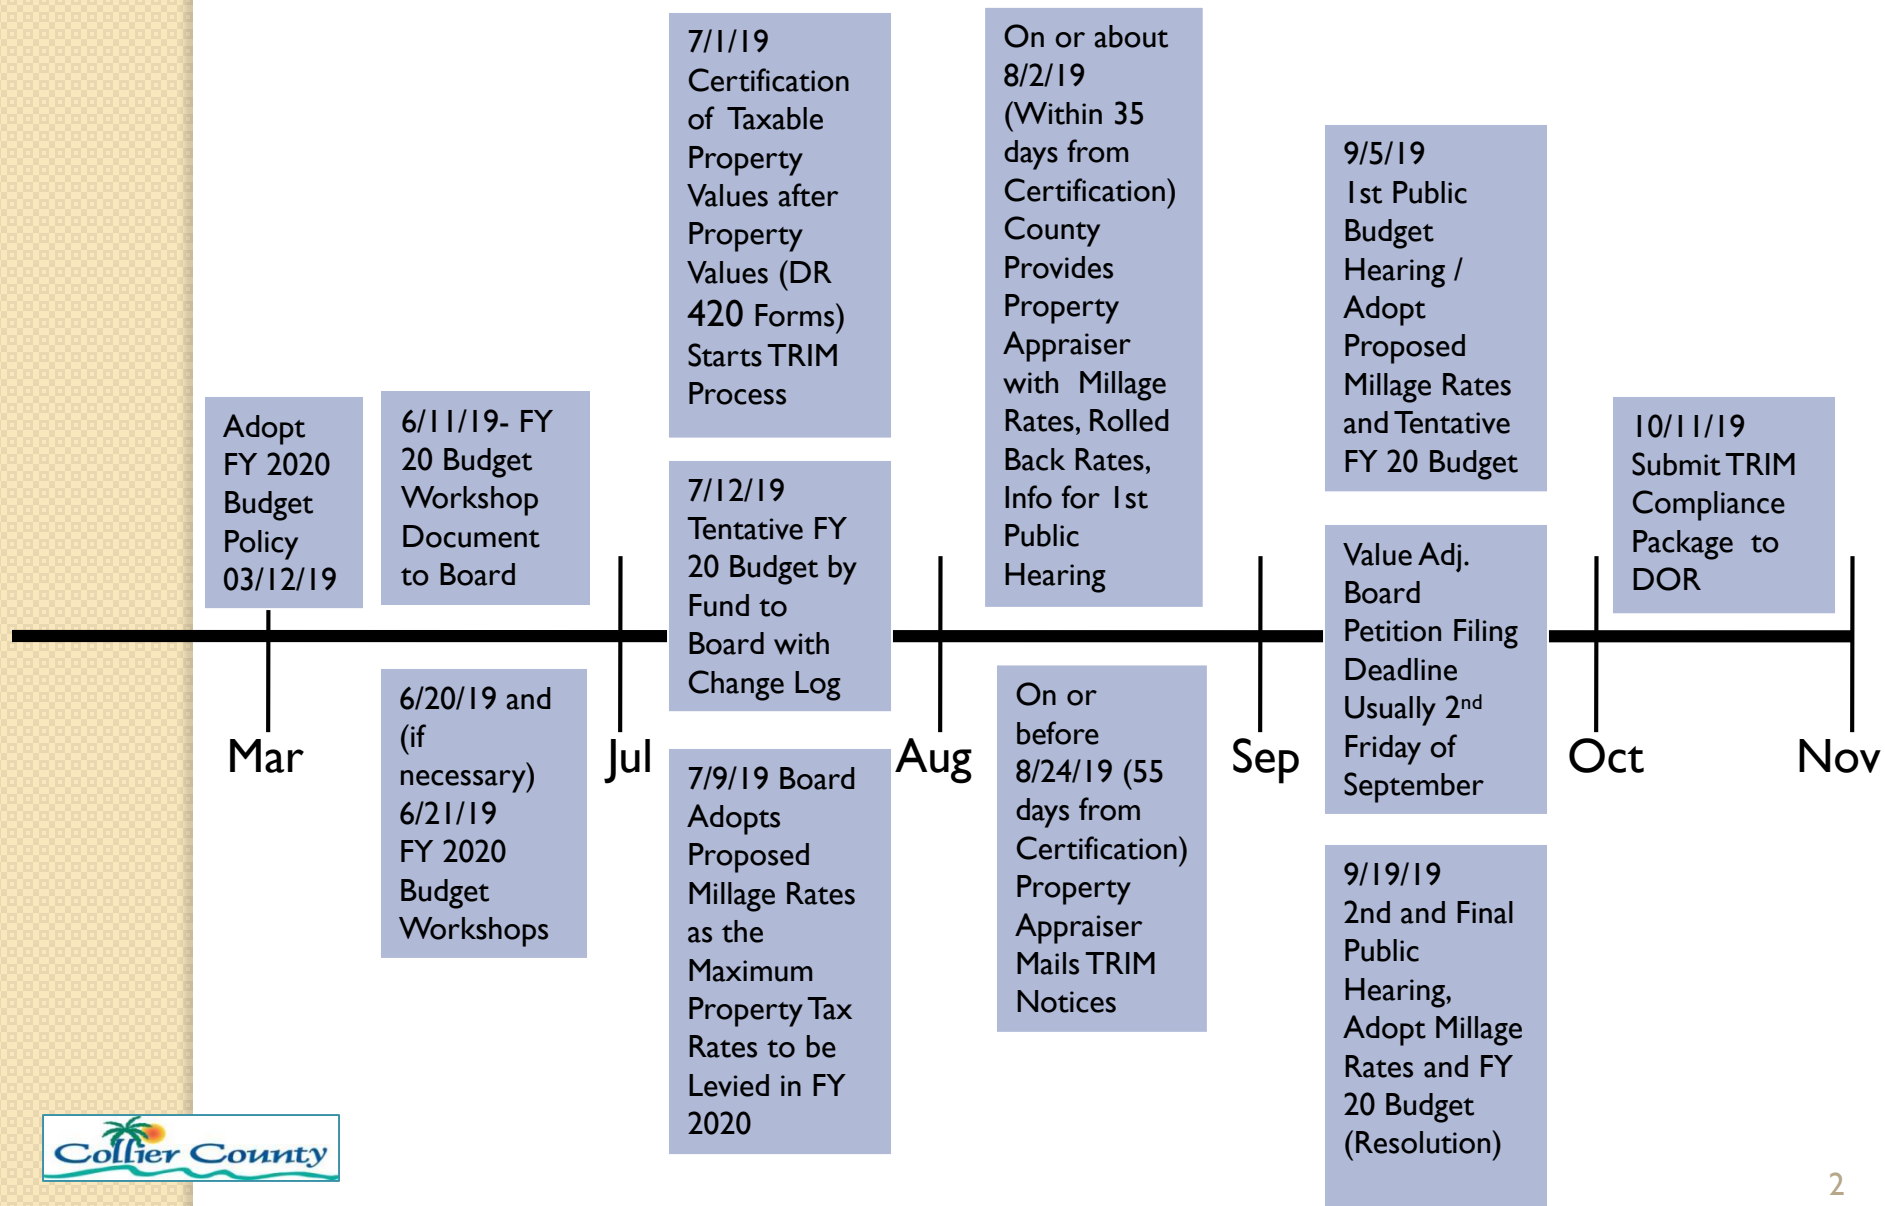 Adopt
FY 2020
Budget
Policy
03/12/19
6/11/19- FY
20 Budget
Workshop
Document
to Board
6/20/19 and
(if
necessary)
6/21/19
FY 2020
Budget
Workshops
7/1/19
Certification
of Taxable
Property
Values after
Property
Values (DR
420 Forms)
Starts TRIM
Process
7/12/19
Tentative FY
20 Budget by
Fund to
Board with
Change Log
7/9/19 Board
Adopts
Proposed
Millage Rates
as the
Maximum
Property Tax
Rates to be
Levied in FY
2020
On or about
8/2/19
(Within 35
days from
Certification)
County
Provides
Property
Appraiser
with Millage
Rates, Rolled
Back Rates,
Info for 1st
Public
Hearing
On or
before
8/24/19 (55
days from
Certification)
Property
Appraiser
Mails TRIM
Notices
9/5/19
1st Public
Budget
Hearing /
Adopt
Proposed
Millage Rates
and Tentative
FY 20 Budget
Value Adj.
Board
Petition Filing
Deadline
Usually 2nd
Friday of
September
9/19/19
2nd and Final
Public
Hearing,
Adopt Millage
Rates and FY
20 Budget
(Resolution)
10/11/19
Submit TRIM
Compliance
Package to
DOR
Mar
Jul
Aug
Sep
Oct
Nov
Collier County
2